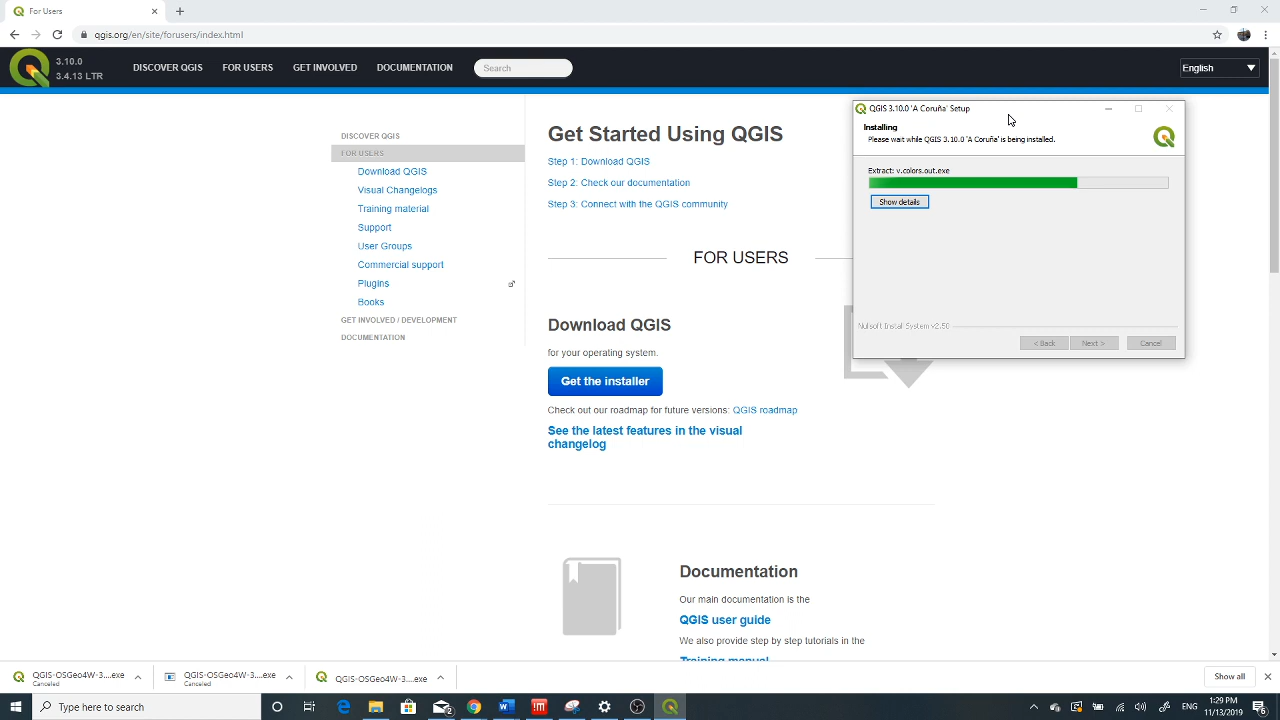 For Users
qgis.org/en/site/forusers/index.html
3.10.0
3.4.13 LTR
DISCOVER QGIS
FOR USERS
GET INVOLVED
DOCUMENTATION
Search
English
DISCOVER QGIS
FOR USERS
Download QGIS
Visual Changelogs
Training material
Support
User Groups
Commercial support
Plugins
Books
GET INVOLVED / DEVELOPMENT
DOCUMENTATION
Get Started Using QGIS
Step 1: Download QGIS
Step 2: Check our documentation
Step 3: Connect with the QGIS community
FOR USERS
Download QGIS
for your operating system.
Get the installer
Check out our roadmap for future versions: QGIS roadmap
See the latest features in the visual
changelog
Documentation
Our main documentation is the
QGIS user guide
We also provide step by step tutorials in the
Training manual
QGIS 3.10.0 'A Coruña' Setup
Installing
Please wait while QGIS 3.10.0 'A Coruña' is being installed.
Extract: v.colors.out.exe
Show details
Nullsoft Install System v2.50
< Back
Next >
Cancel
QGIS-OSGeo4W-3....exe
Canceled
QGIS-OSGeo4W-3....exe
Canceled
QGIS-OSGeo4W-3....exe
Show all
Type here to search
ENG
1:29 PM
11/13/2019